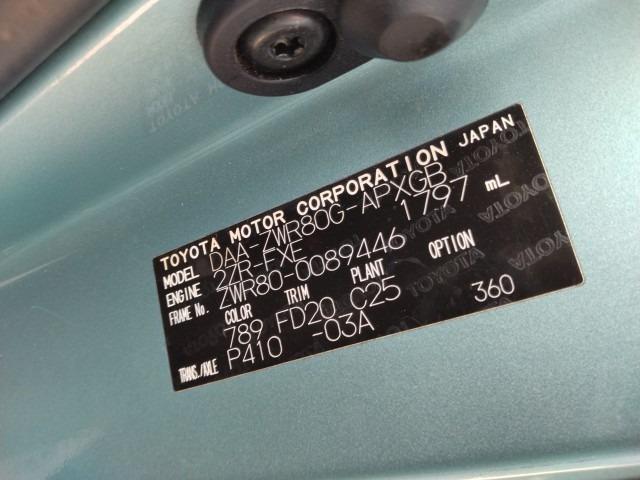 TOYOTA MOTOR CORPORATION JAPAN
MODEL DAA-ZWR80G-APXGB
ENGINE 2ZR-FXE 1797 mL
FRAME No. ZWR80-0089446
COLOR TRIM PLANT OPTION
789 FD20 C25 360
TRANS./AXLE P410 -03A